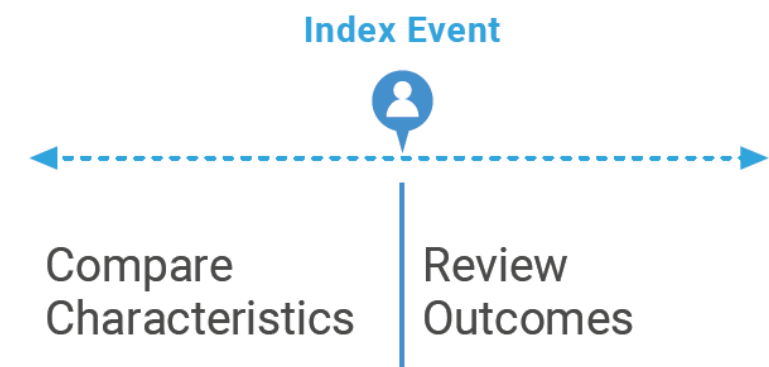 Index Event
Compare
Characteristics
Review
Outcomes